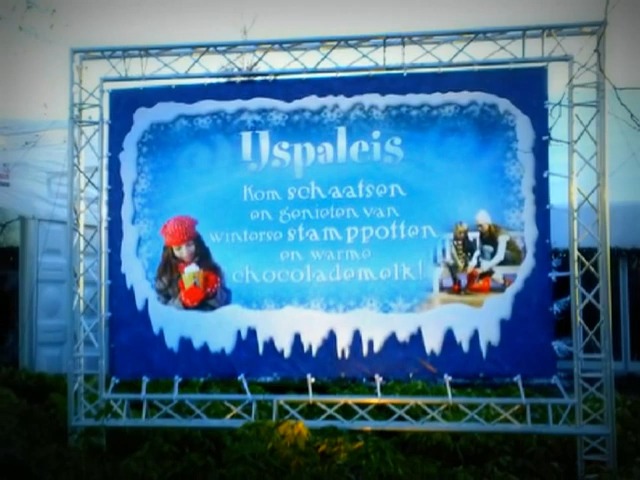 IJspaleis
Kom schaatsen
en genieten van
winterse stamppotten
en warme
chocolademelk!